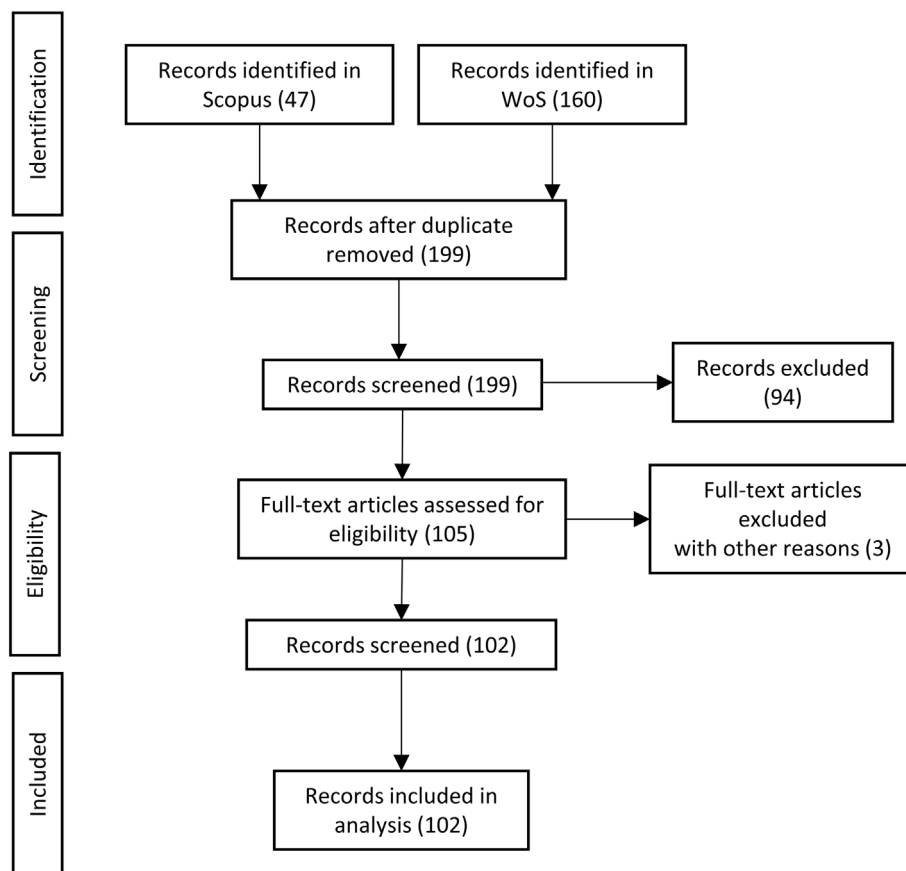 Identification
Records identified in
Scopus (47)
Records identified in
WoS (160)
Records after duplicate
removed (199)
Screening
Records screened (199)
Records excluded
(94)
Eligibility
Full-text articles assessed for
eligibility (105)
Full-text articles
excluded
with other reasons (3)
Records screened (102)
Included
Records included in
analysis (102)